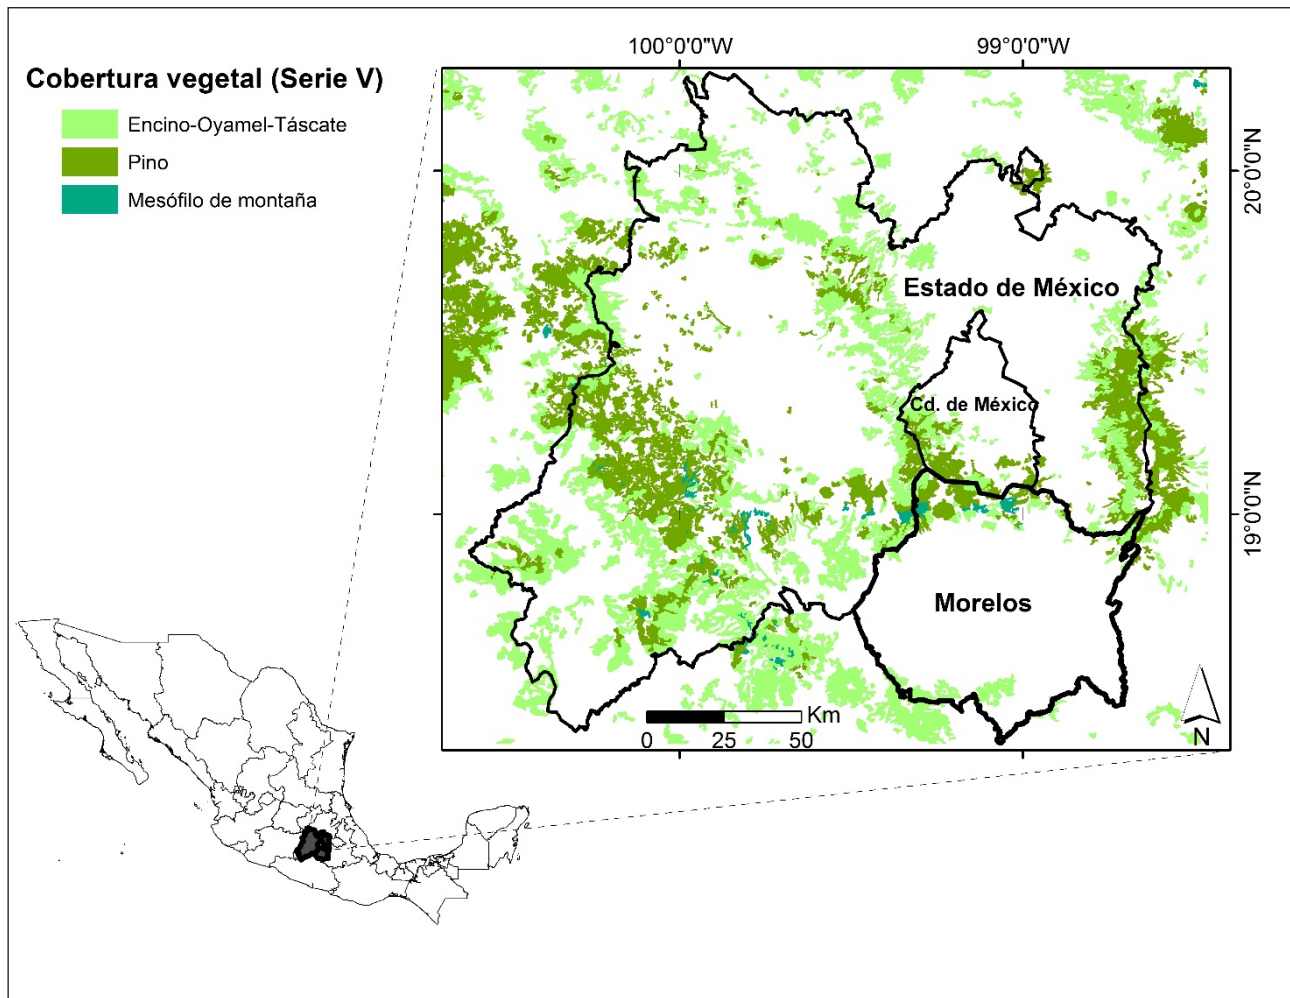 100°0'0"W
99°0'0"W
Cobertura vegetal (Serie V)
Encino-Oyamel-Táscate
Pino
Mesófilo de montaña
20°0'0"N
Estado de México
Cd. de México
19°0'0"N
Morelos
Km
0 25 50
N